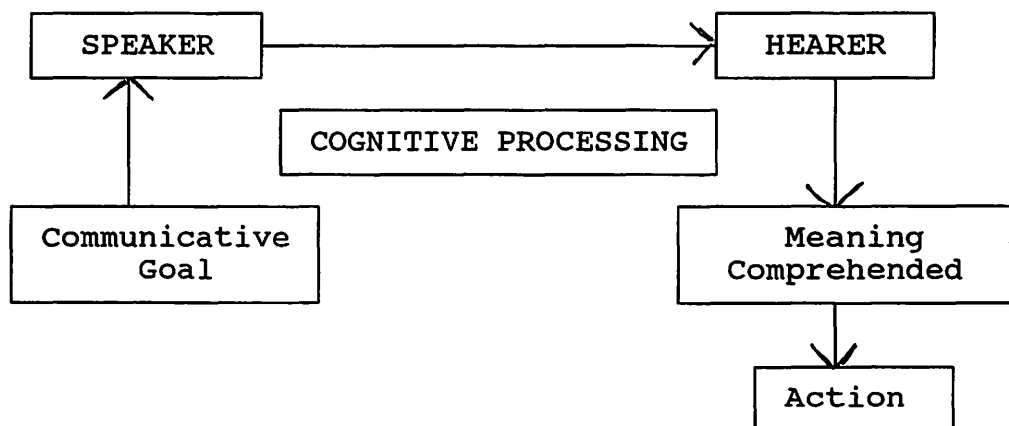 SPEAKER
HEARER
COGNITIVE PROCESSING
Communicative
Goal
Meaning
Comprehended
Action